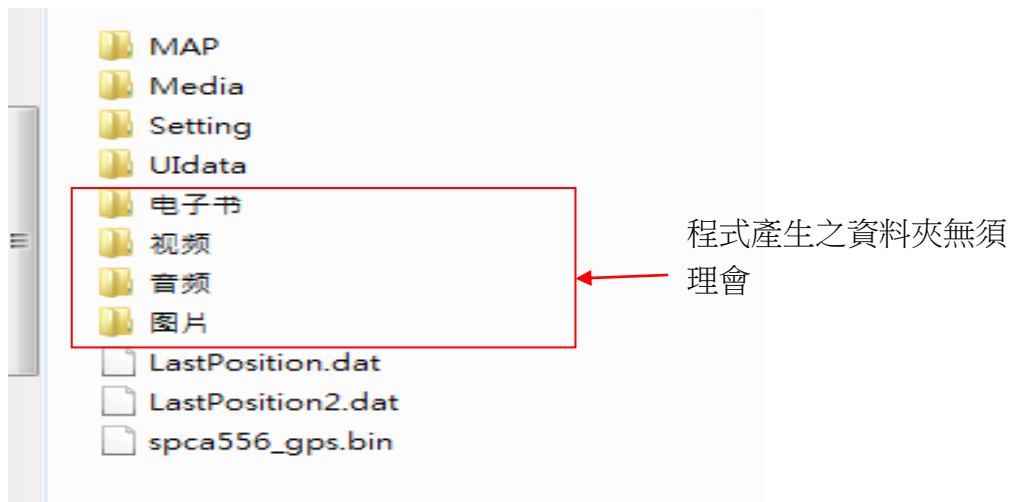 MAP
Media
Setting
UIdata
电子书
视频
音频
图片
程式產生之資料夾無須
理會
LastPosition.dat
LastPosition2.dat
spca556_gps.bin